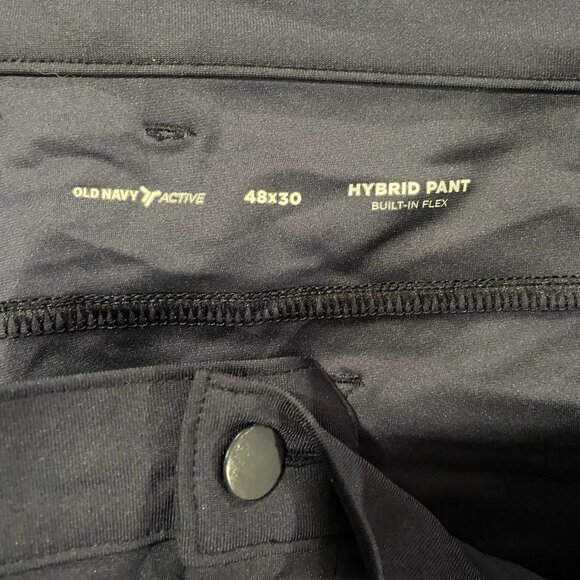 OLD NAVY ACTIVE 48x30 HYBRID PANT
BUILT-IN FLEX